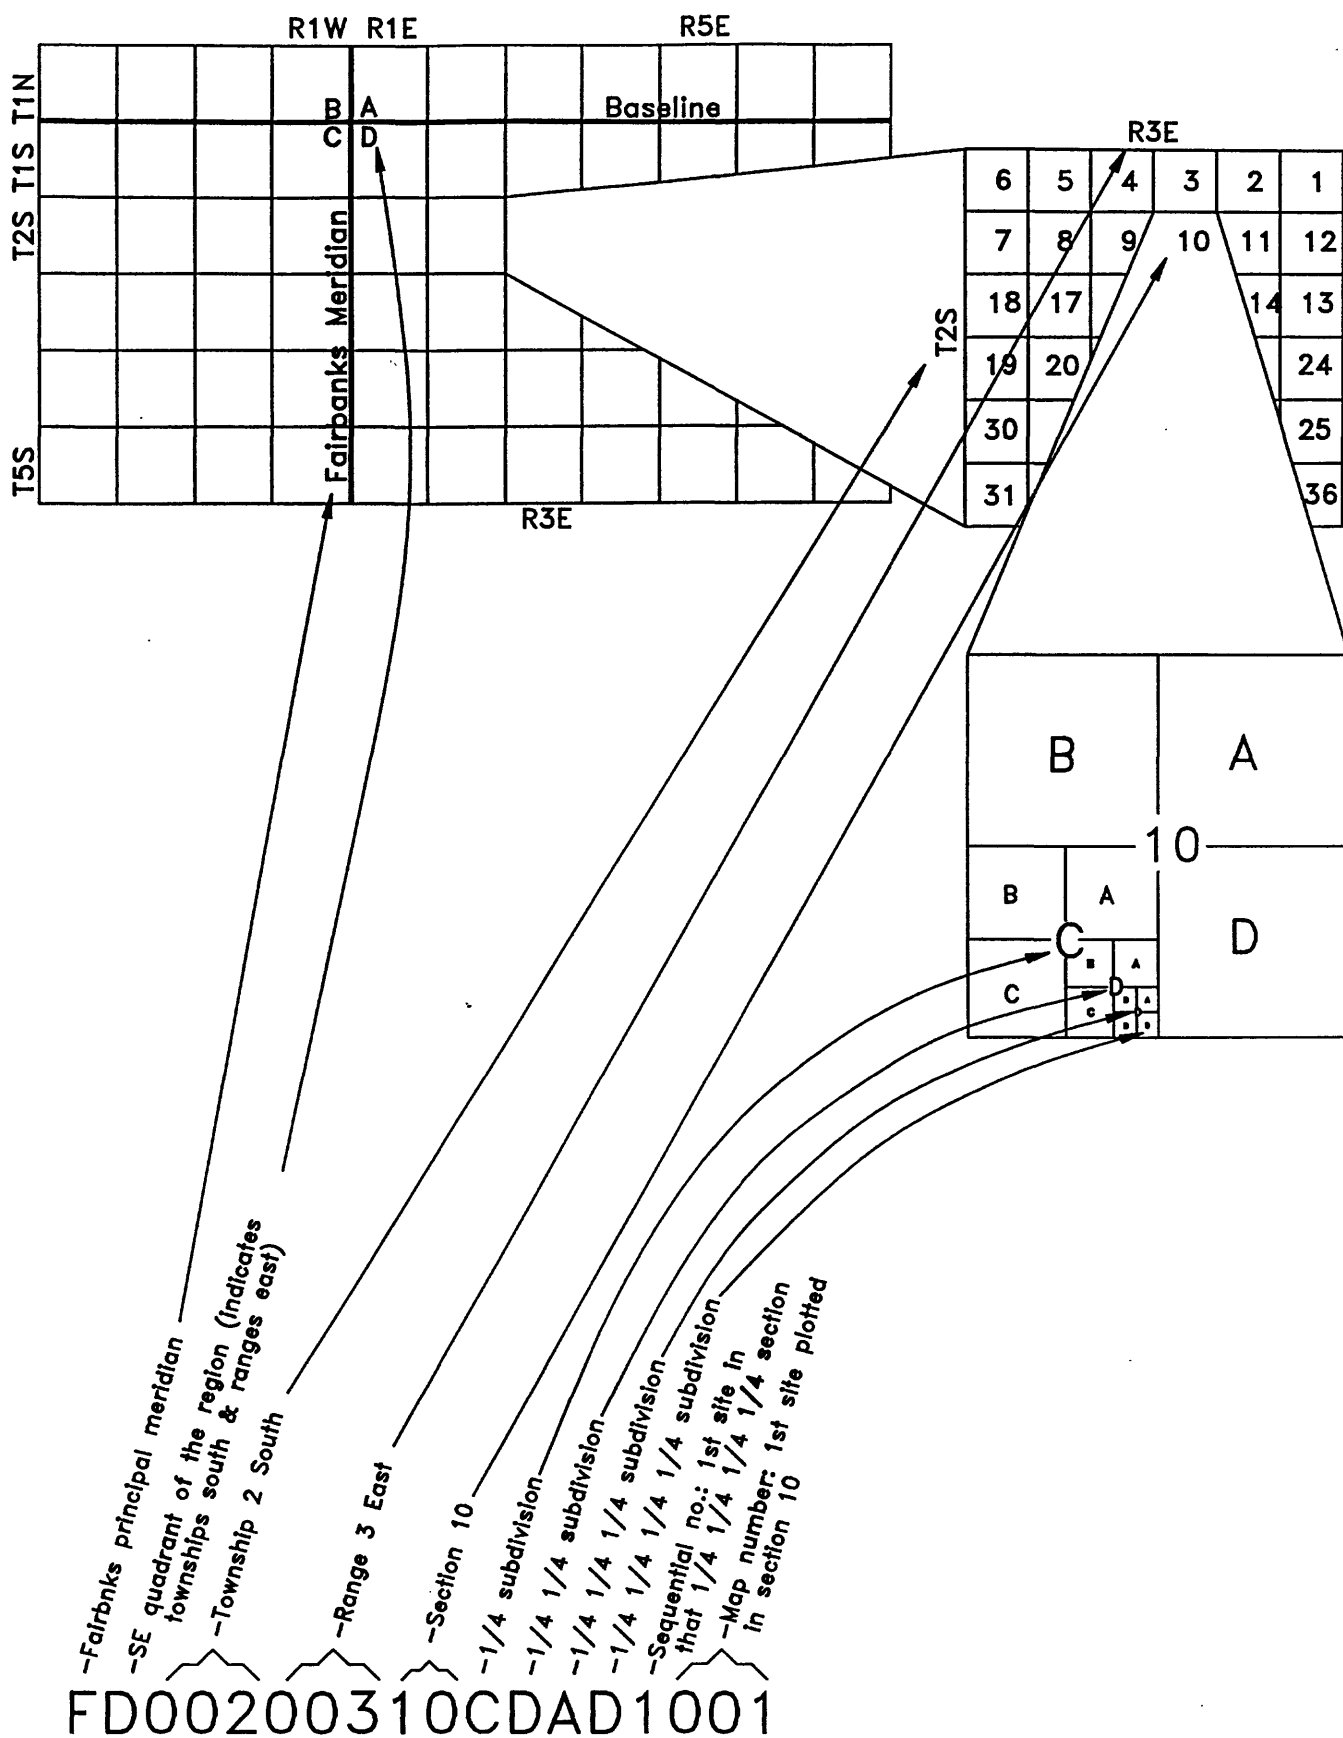 R1W R1E R5E
T1N
B A Baseline
C D
T1S
T2S
Fairbanks Meridian
T5S
R3E
R3E
T2S
6 5 4 3 2 1
7 8 9 10 11 12
18 17 14 13
19 20 24
30 25
31 36
B A
10
B A
C D
C
B A
D
C
A
-Fairbnks principal meridian
-SE quadrant of the region (indicates
townships south & ranges east)
-Township 2 South
-Range 3 East
-Section 10
-1/4 subdivision
-1/4 1/4 subdivision
-1/4 1/4 1/4 subdivision
-1/4 1/4 1/4 1/4 subdivision
-Sequential no.: 1st site in
that 1/4 1/4 1/4 1/4 section
-Map number: 1st site plotted
in section 10
FD00200310CDAD1001